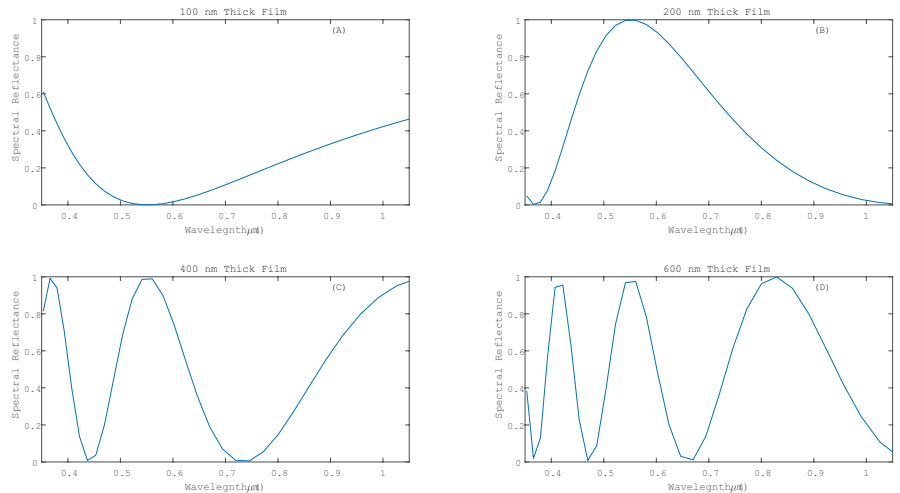 100 nm Thick Film
(A)
1
0.8
0.6
0.4
0.2
0
Spectral Reflectance
0.4 0.5 0.6 0.7 0.8 0.9 1
Wavelegnth(μm)
200 nm Thick Film
(B)
1
0.8
0.6
0.4
0.2
0
Spectral Reflectance
0.4 0.5 0.6 0.7 0.8 0.9 1
Wavelegnth(μm)
400 nm Thick Film
(C)
1
0.8
0.6
0.4
0.2
0
Spectral Reflectance
0.4 0.5 0.6 0.7 0.8 0.9 1
Wavelegnth(μm)
600 nm Thick Film
(D)
1
0.8
0.6
0.4
0.2
0
Spectral Reflectance
0.4 0.5 0.6 0.7 0.8 0.9 1
Wavelegnth(μm)